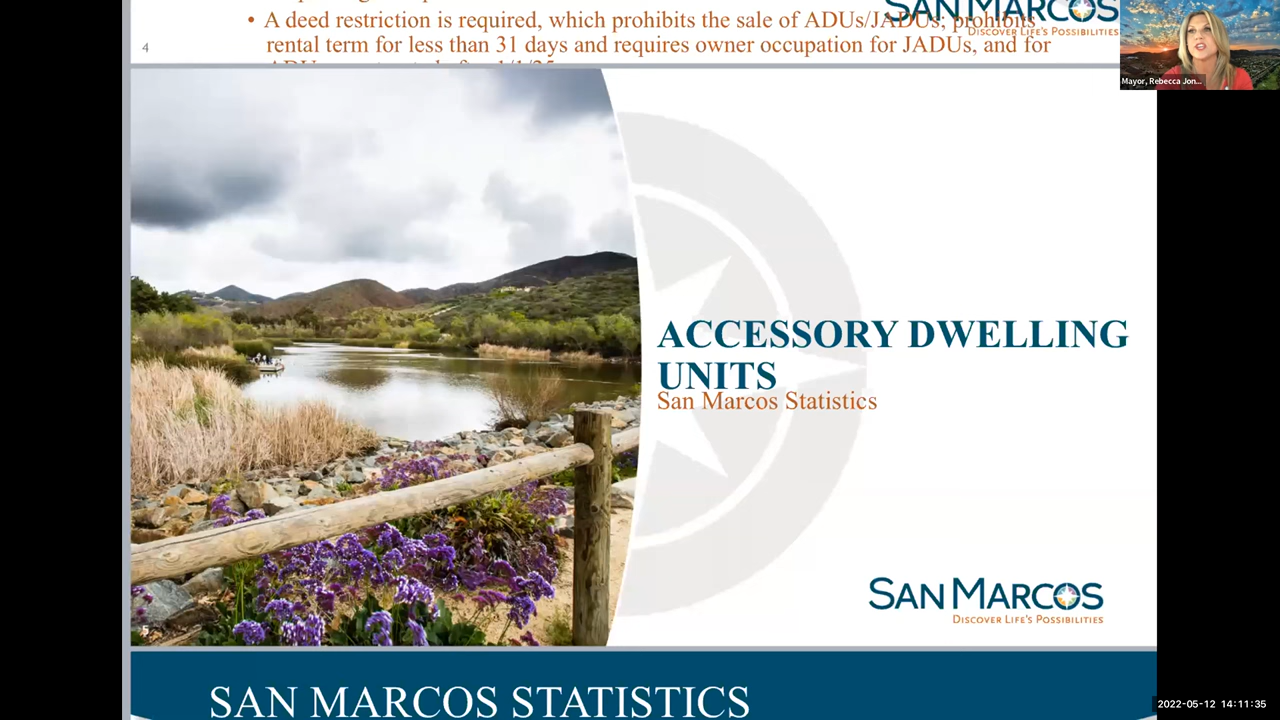 • A deed restriction is required, which prohibits the sale of ADUs/JADUs; prohibits
rental term for less than 31 days and requires owner occupation for JADUs, and for
4
SAN MARCOS
DISCOVER LIFE'S POSSIBILITIES
Mayor, Rebecca Jon...
ACCESSORY DWELLING
UNITS
San Marcos Statistics
SAN MARCOS
DISCOVER LIFE'S POSSIBILITIES
5
SAN MARCOS STATISTICS
2022-05-12 14:11:35